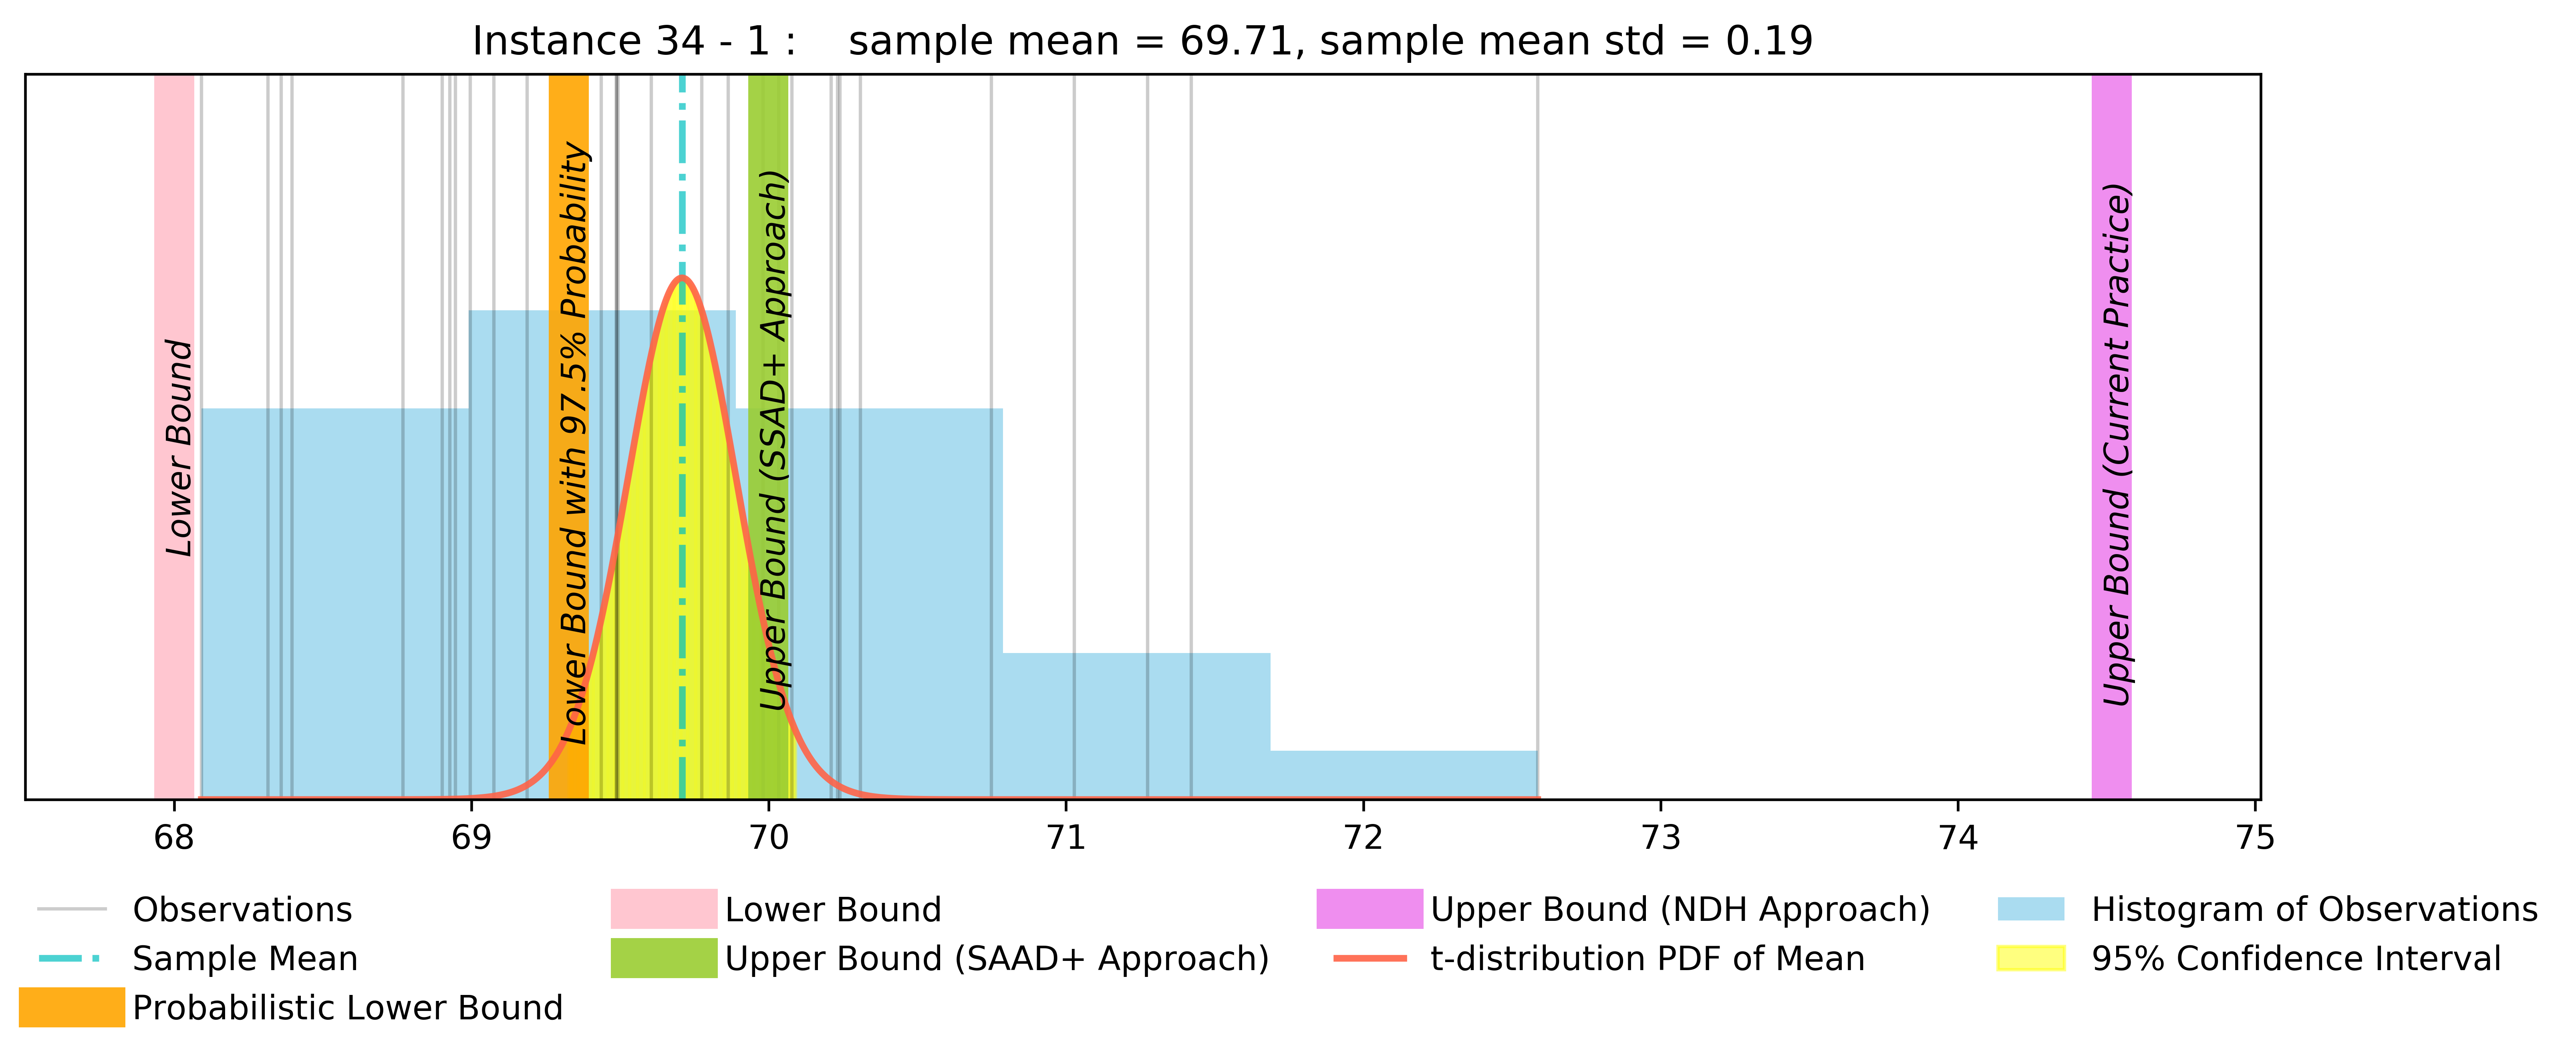 Instance 34 - 1 : sample mean = 69.71, sample mean std = 0.19
Lower Bound
Lower Bound with 97.5% Probability
Upper Bound (SSAD+ Approach)
Upper Bound (Current Practice)
68 69 70 71 72 73 74 75
Observations Lower Bound Upper Bound (NDH Approach) Histogram of Observations
Sample Mean Upper Bound (SAAD+ Approach) t-distribution PDF of Mean 95% Confidence Interval
Probabilistic Lower Bound